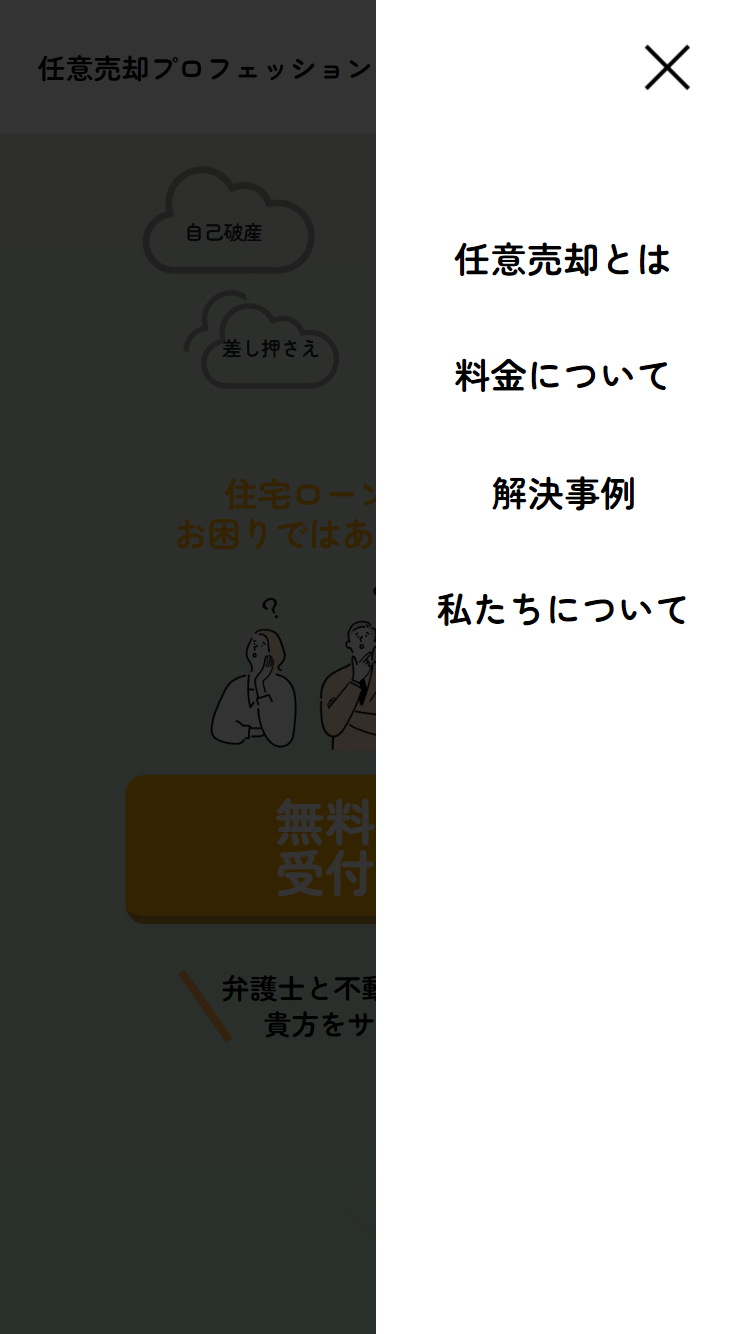 任意売却プロフェッション
自己破産
差し押さえ
住宅ローン
お困りではあ
?
無料
受付
弁護士と不動
貴方をサ
任意売却とは
料金について
解決事例
私たちについて